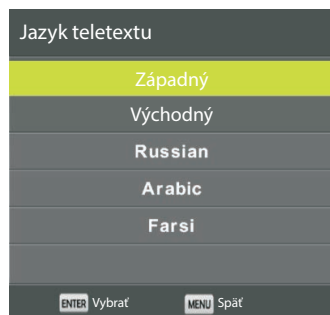 Jazyk teletextu
Západný
Východný
Russian
Arabic
Farsi
ENTER Vybrať MENU Späť